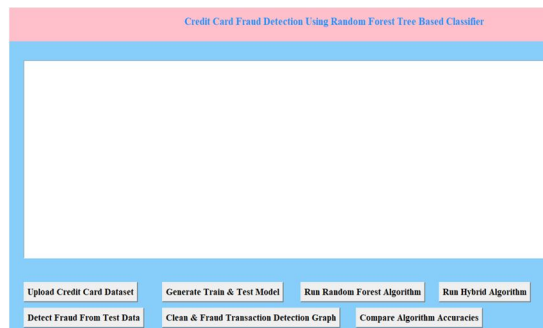 Credit Card Fraud Detection Using Random Forest Tree Based Classifier
Upload Credit Card Dataset Generate Train & Test Model Run Random Forest Algorithm Run Hybrid Algorithm
Detect Fraud From Test Data Clean & Fraud Transaction Detection Graph Compare Algorithm Accuracies